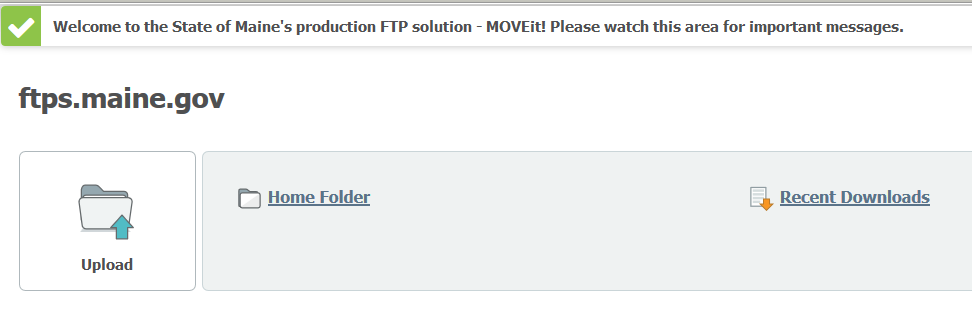 Welcome to the State of Maine's production FTP solution - MOVEit! Please watch this area for important messages.
ftps.maine.gov
Home Folder
Recent Downloads
Upload